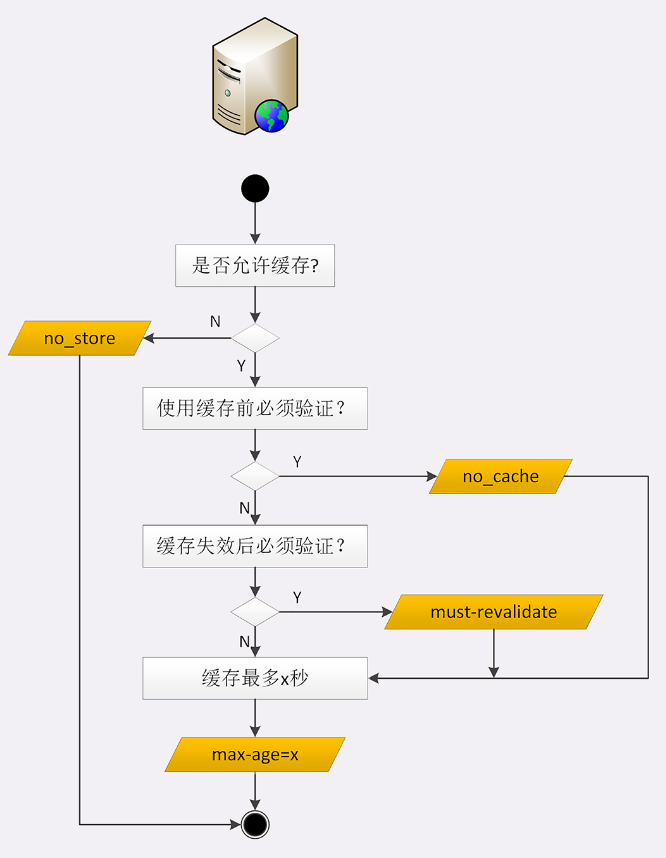 是否允许缓存?
N
no_store
Y
使用缓存前必须验证？
Y
no_cache
N
缓存失效后必须验证？
Y
must-revalidate
N
缓存最多x秒
max-age=x